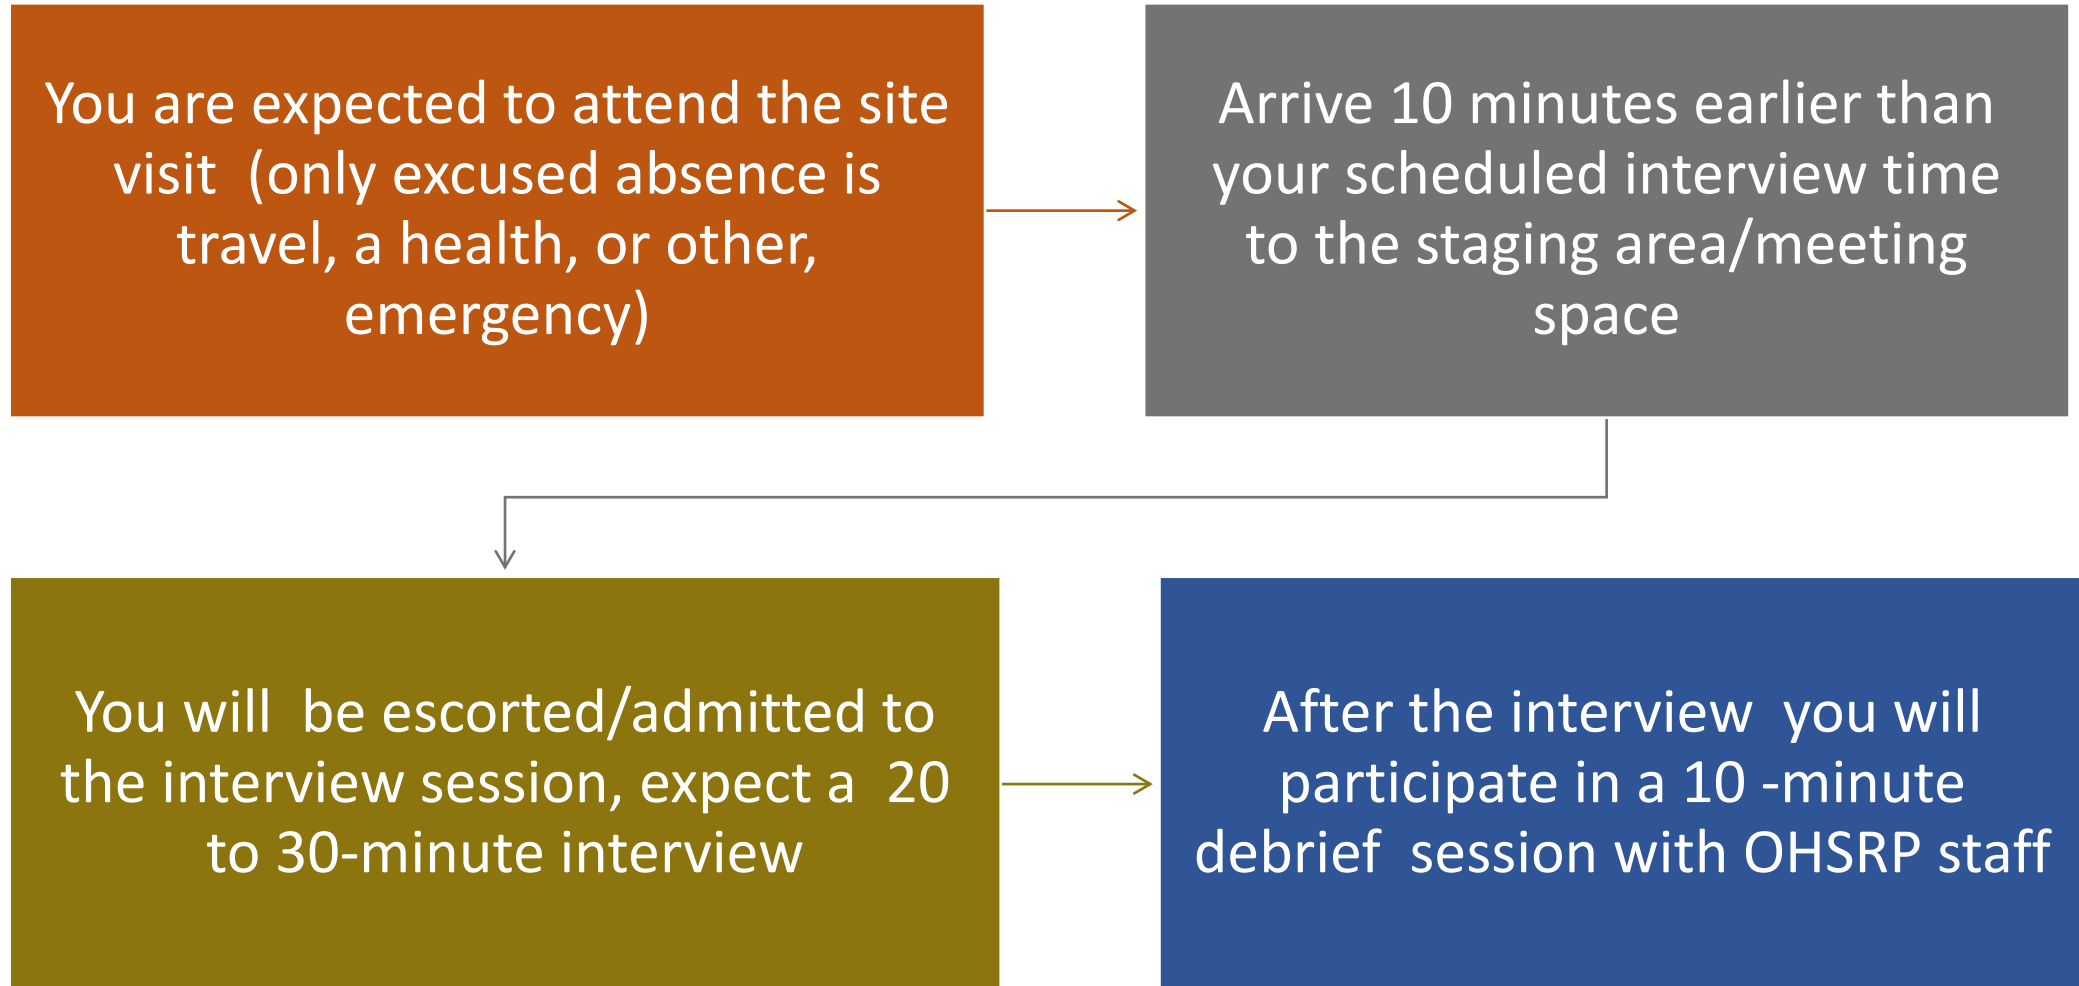 You are expected to attend the site
visit  (only excused absence is
travel, a health, or other,
emergency)
Arrive 10 minutes earlier than
your scheduled interview time
to the staging area/meeting
space
You will  be escorted/admitted to
the interview session, expect a  20
to 30-minute interview
After the interview  you will
participate in a 10 -minute
debrief  session with OHSRP staff